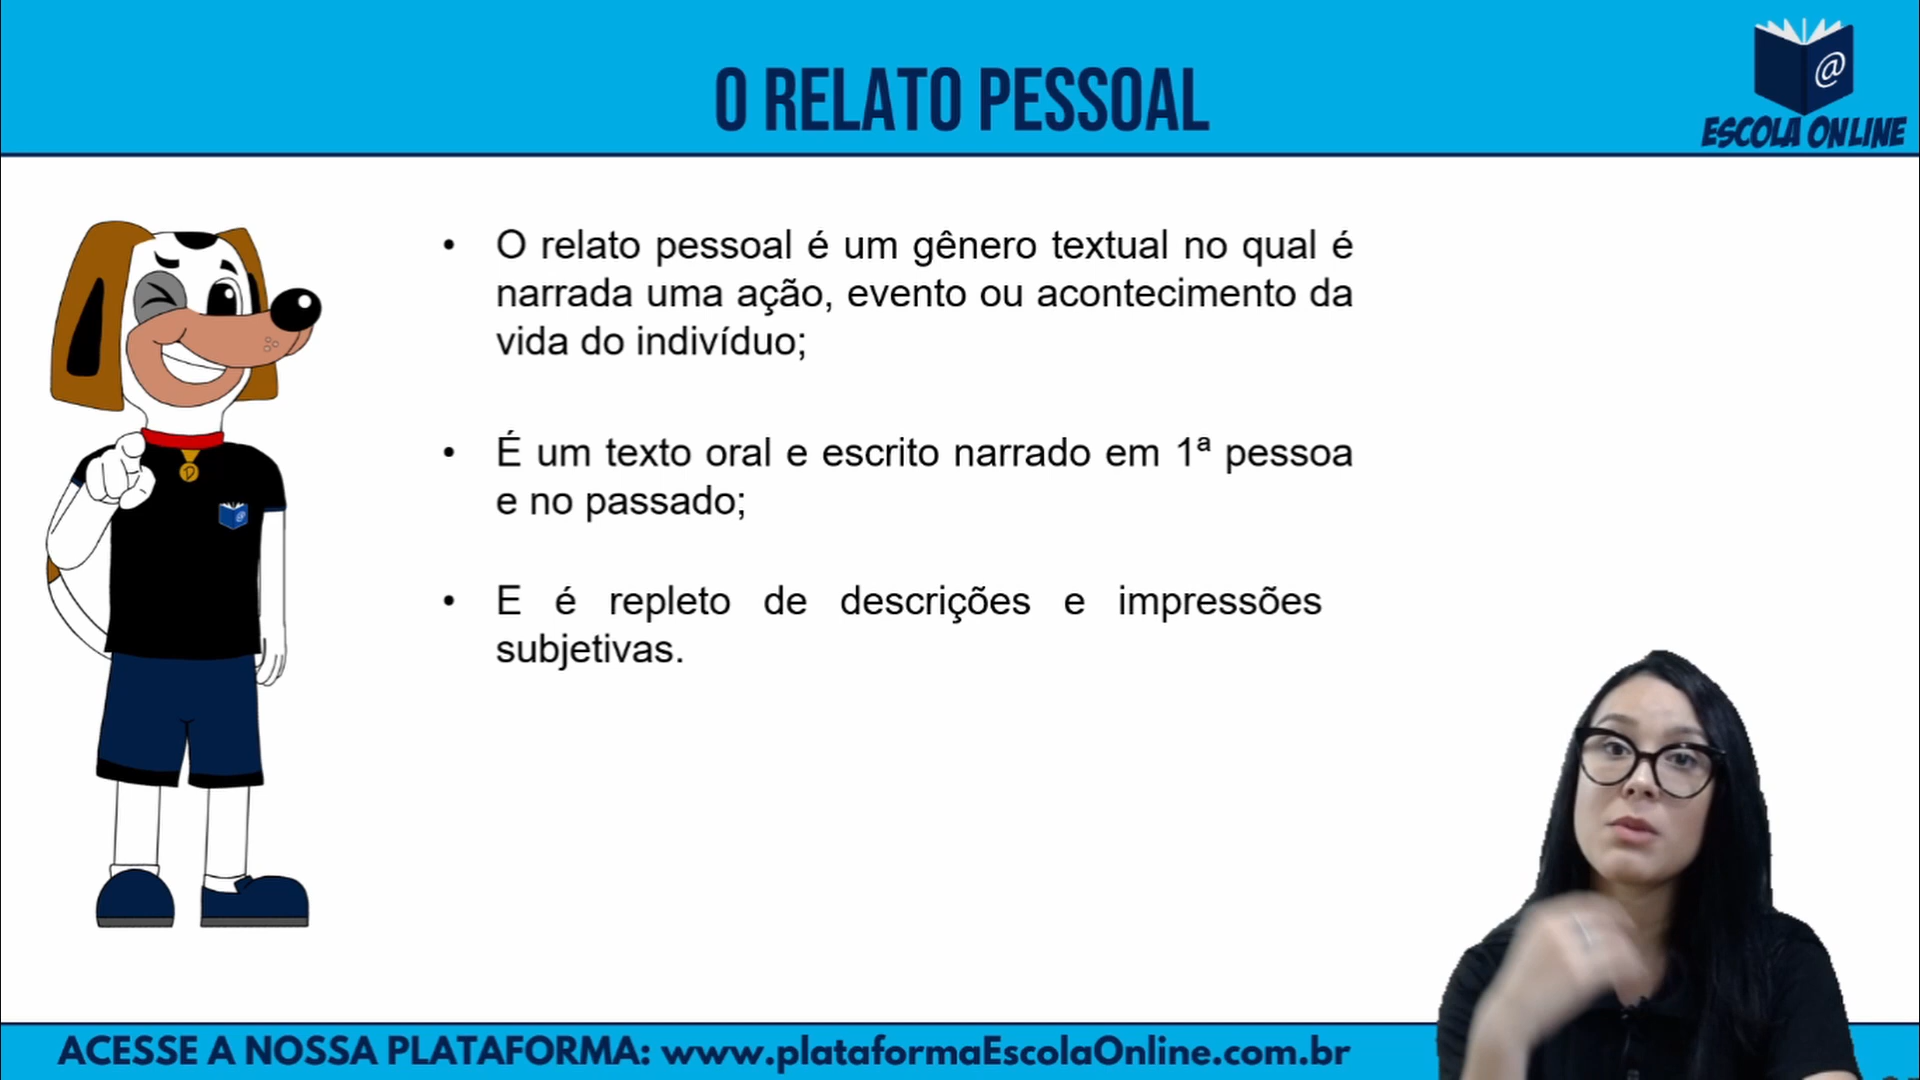 O RELATO PESSOAL
@
ESCOLA ONLINE
• O relato pessoal é um gênero textual no qual é
narrada uma ação, evento ou acontecimento da
vida do indivíduo;
• É um texto oral e escrito narrado em 1ª pessoa
e no passado;
• E é repleto de descrições e impressões
subjetivas.
D
@
ACESSE A NOSSA PLATAFORMA: www.plataformaEscolaOnline.com.br